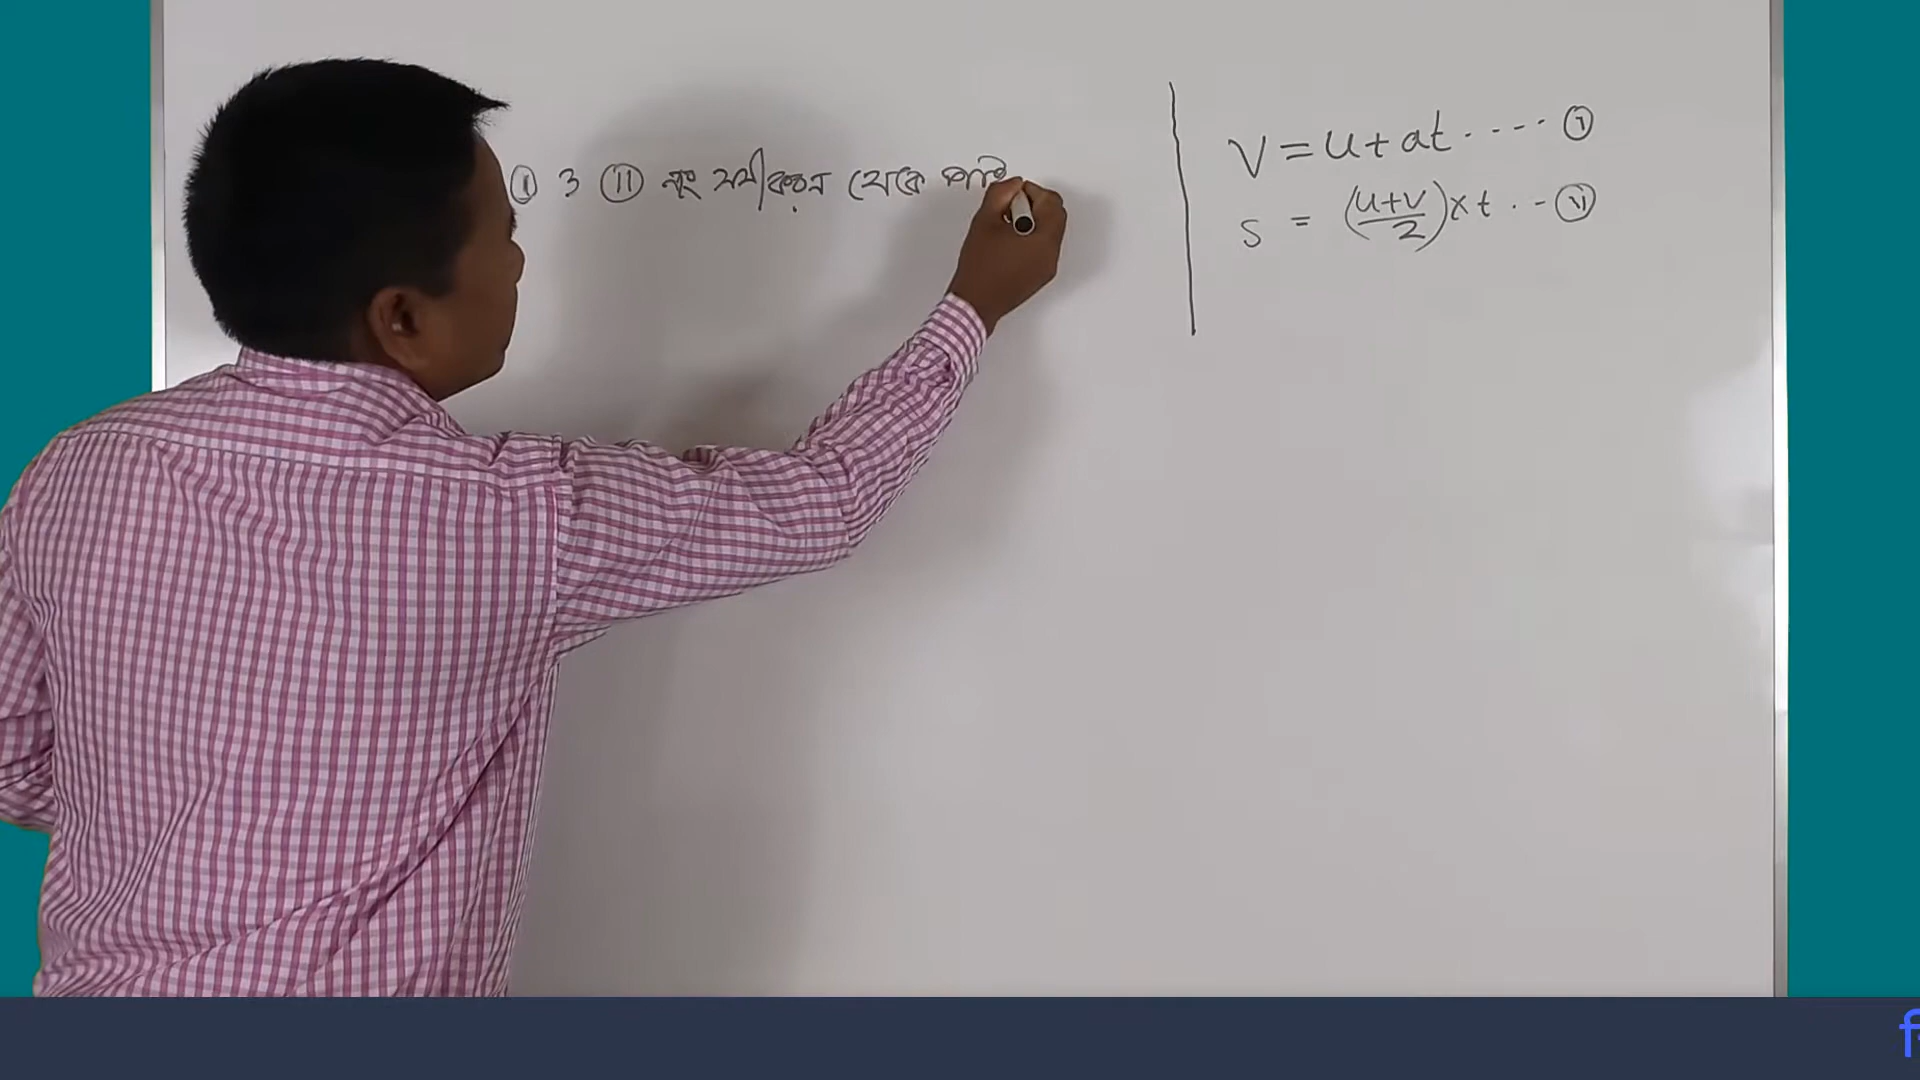 ① ও ⑪ নং সমীকরণ থেকে পাই
V = u + at ····· ①
s = (u+v/2) x t ··- ⑪